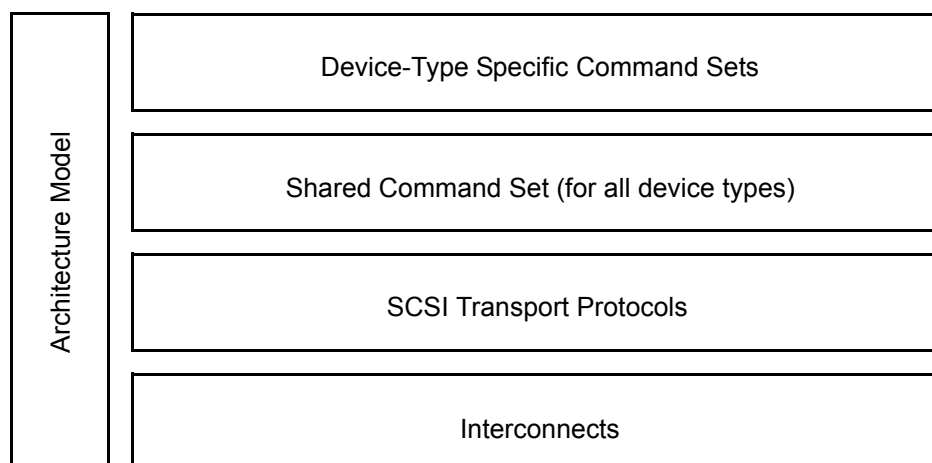 Architecture Model
Device-Type Specific Command Sets
Shared Command Set (for all device types)
SCSI Transport Protocols
Interconnects